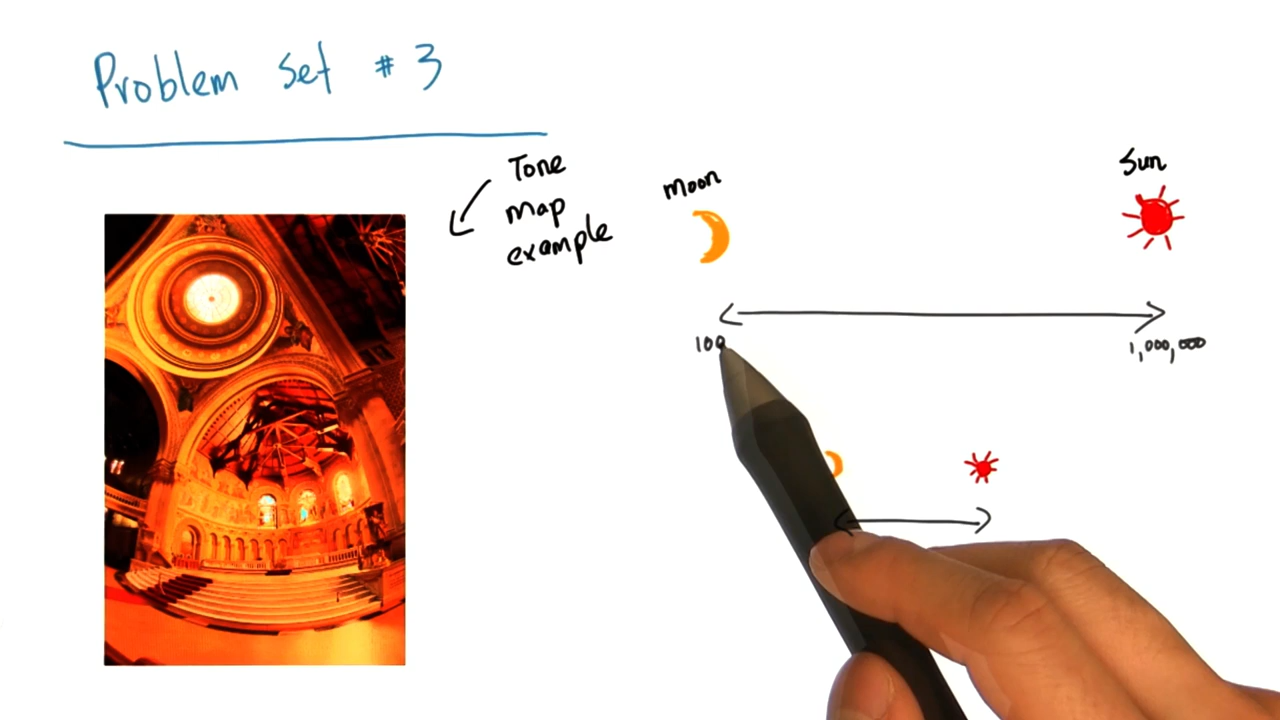 Problem Set # 3
Tone
map
example
moon
Sun
100
1,000,000